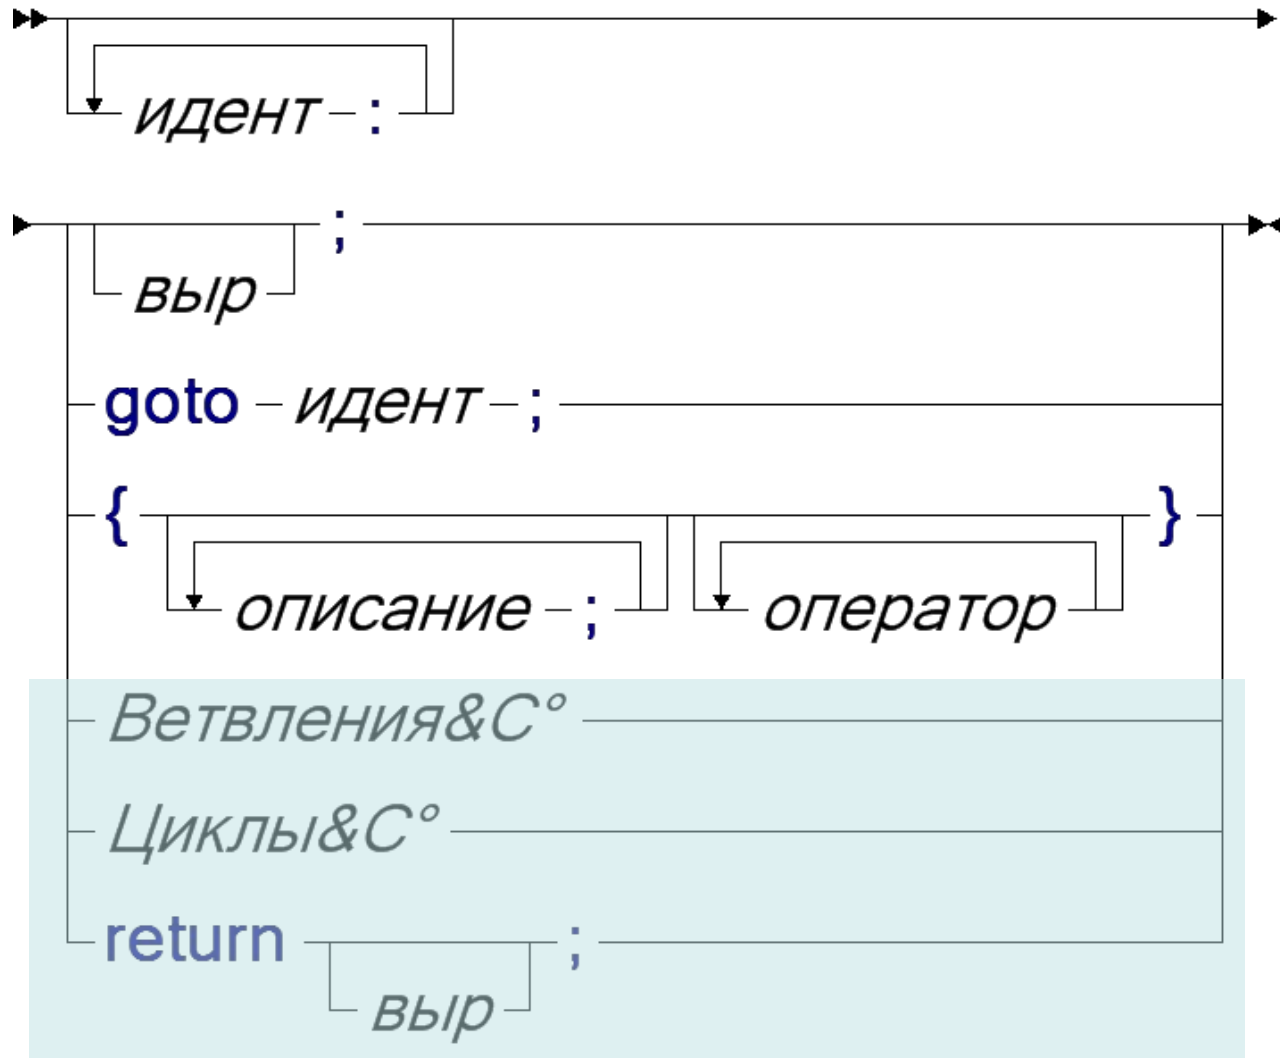 идент :
;
выр
goto идент ;
{ }
описание ; оператор
Ветвления&C°
Циклы&C°
return ;
выр